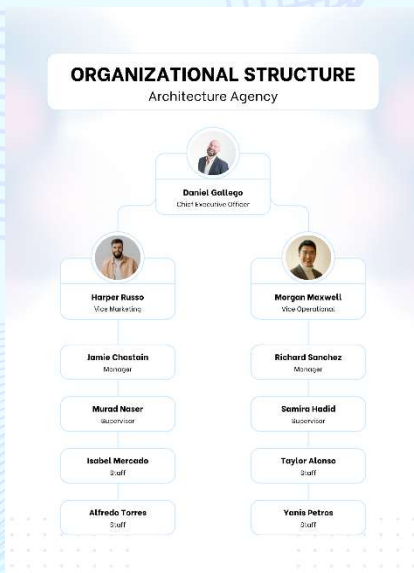 ORGANIZATIONAL STRUCTURE
Architecture Agency
Daniel Gallego
Chief Executive Officer
Harper Russo
Vice Marketing
Morgan Maxwell
Vice Operational
Jamie Chastain
Manager
Richard Sanchez
Manager
Murad Naser
Supervisor
Samira Hadid
Supervisor
Isabel Mercado
Staff
Taylor Alonso
Staff
Alfredo Torres
Staff
Yanis Petros
Staff